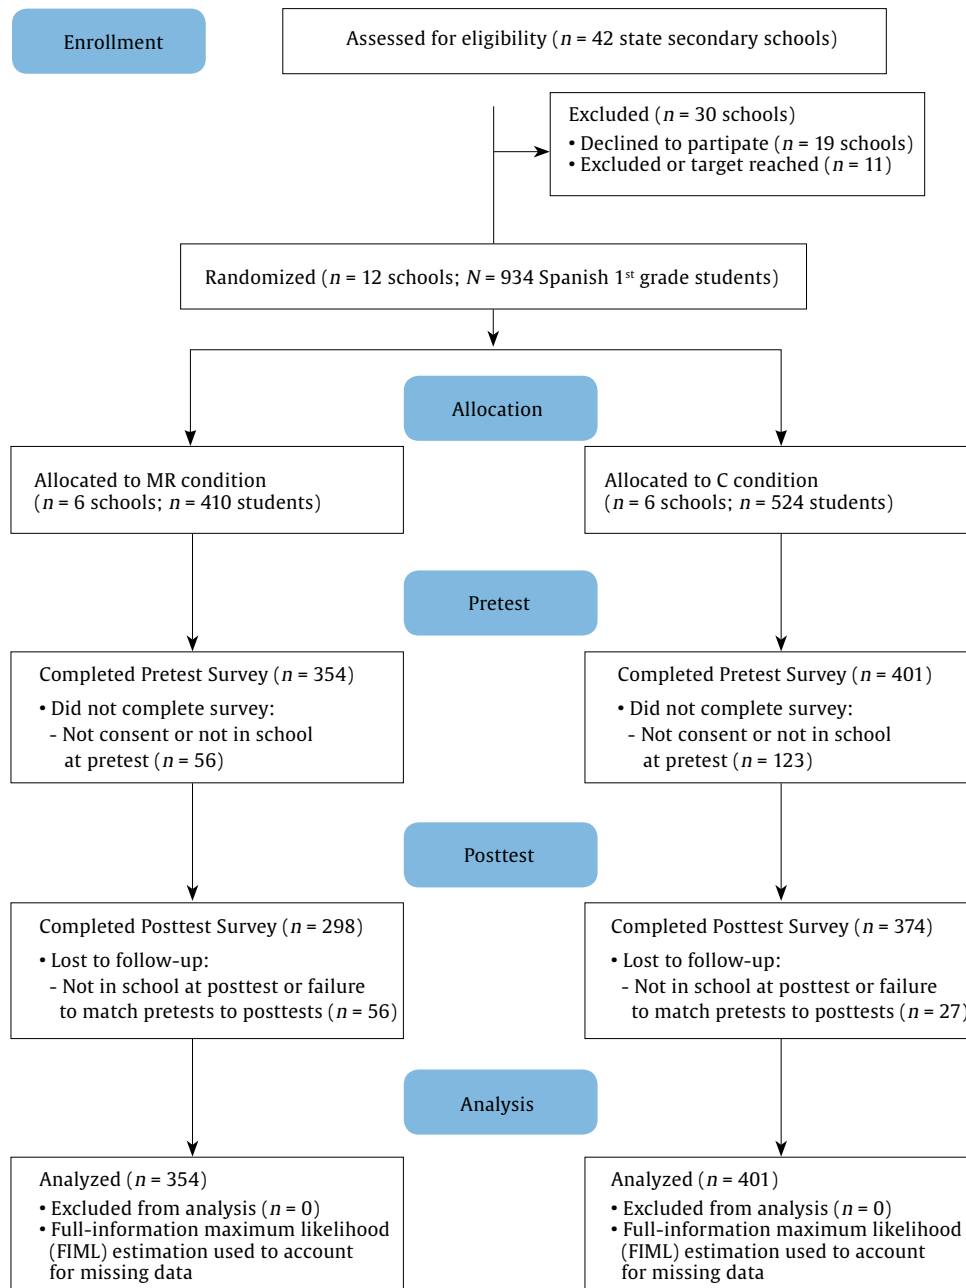 Enrollment
Assessed for eligibility (n = 42 state secondary schools)
Excluded (n = 30 schools)
• Declined to partipate (n = 19 schools)
• Excluded or target reached (n = 11)
Randomized (n = 12 schools; N = 934 Spanish 1st grade students)
Allocation
Allocated to MR condition
(n = 6 schools; n = 410 students)
Allocated to C condition
(n = 6 schools; n = 524 students)
Pretest
Completed Pretest Survey (n = 354)
• Did not complete survey:
- Not consent or not in school
at pretest (n = 56)
Completed Pretest Survey (n = 401)
• Did not complete survey:
- Not consent or not in school
at pretest (n = 123)
Posttest
Completed Posttest Survey (n = 298)
• Lost to follow-up:
- Not in school at posttest or failure
to match pretests to posttests (n = 56)
Completed Posttest Survey (n = 374)
• Lost to follow-up:
- Not in school at posttest or failure
to match pretests to posttests (n = 27)
Analysis
Analyzed (n = 354)
• Excluded from analysis (n = 0)
• Full-information maximum likelihood
(FIML) estimation used to account
for missing data
Analyzed (n = 401)
• Excluded from analysis (n = 0)
• Full-information maximum likelihood
(FIML) estimation used to account
for missing data